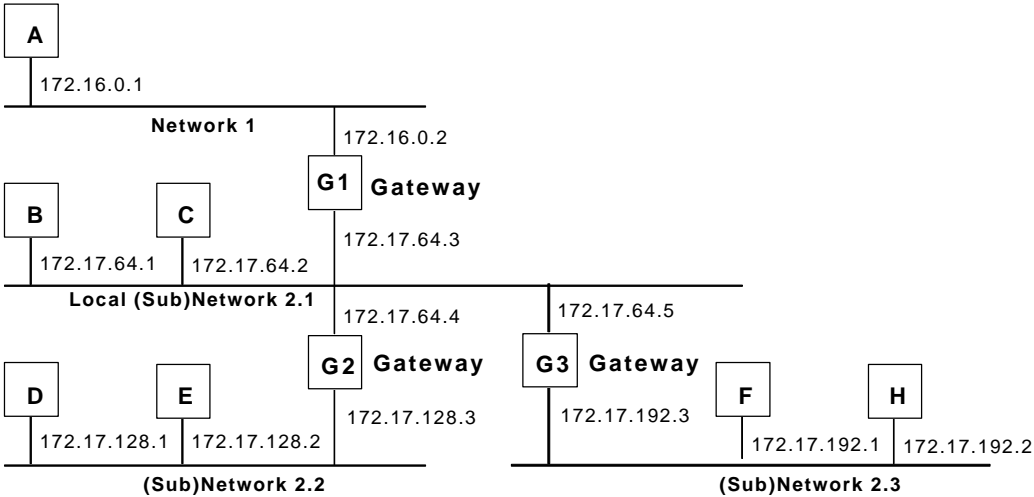 A
172.16.0.1
Network 1
172.16.0.2
G1 Gateway
B
C
172.17.64.3
172.17.64.1
172.17.64.2
Local (Sub)Network 2.1
172.17.64.4
172.17.64.5
G2 Gateway
G3 Gateway
D
E
F
H
172.17.128.3
172.17.192.3
172.17.128.1
172.17.128.2
172.17.192.1
172.17.192.2
(Sub)Network 2.2
(Sub)Network 2.3